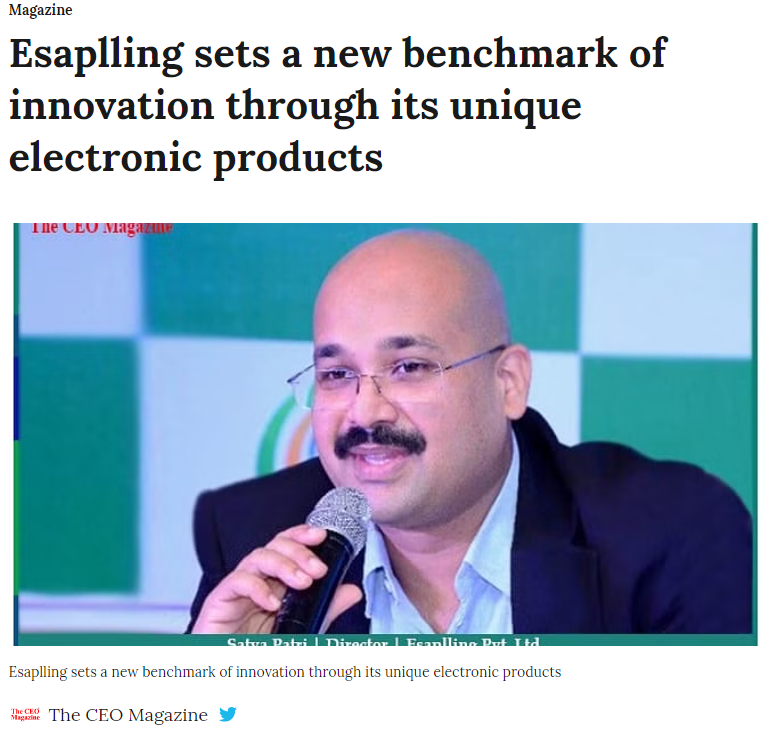 Magazine
Esaplling sets a new benchmark of
innovation through its unique
electronic products
The CEO Magazine
Satya Patri | Director | Esaplling Pvt. Ltd
Esaplling sets a new benchmark of innovation through its unique electronic products
The CEO
Magazine
The CEO Magazine